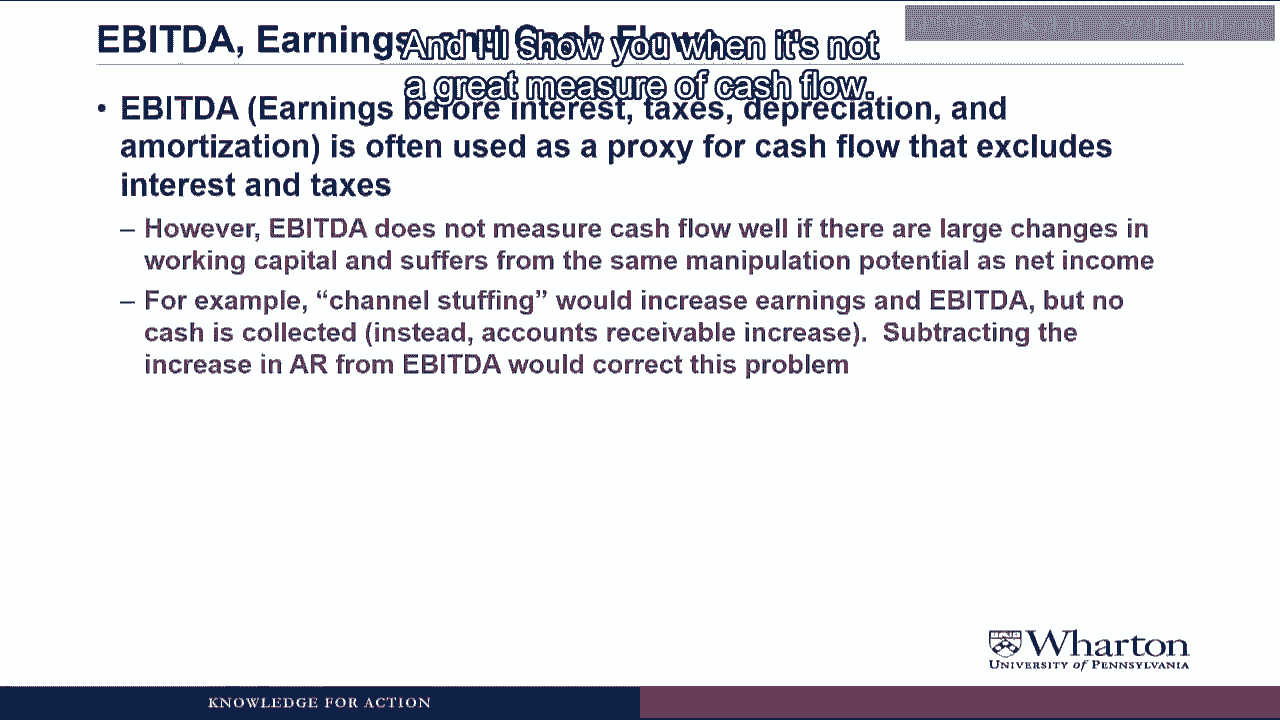 EBITDA, Earnings, and Cash Flow
And I'll show you when it's not
a great measure of cash flow.
• EBITDA (Earnings before interest, taxes, depreciation, and
amortization) is often used as a proxy for cash flow that excludes
interest and taxes
– However, EBITDA does not measure cash flow well if there are large changes in
working capital and suffers from the same manipulation potential as net income
– For example, “channel stuffing” would increase earnings and EBITDA, but no
cash is collected (instead, accounts receivable increase). Subtracting the
increase in AR from EBITDA would correct this problem
Wharton
UNIVERSITY of PENNSYLVANIA
KNOWLEDGE FOR ACTION